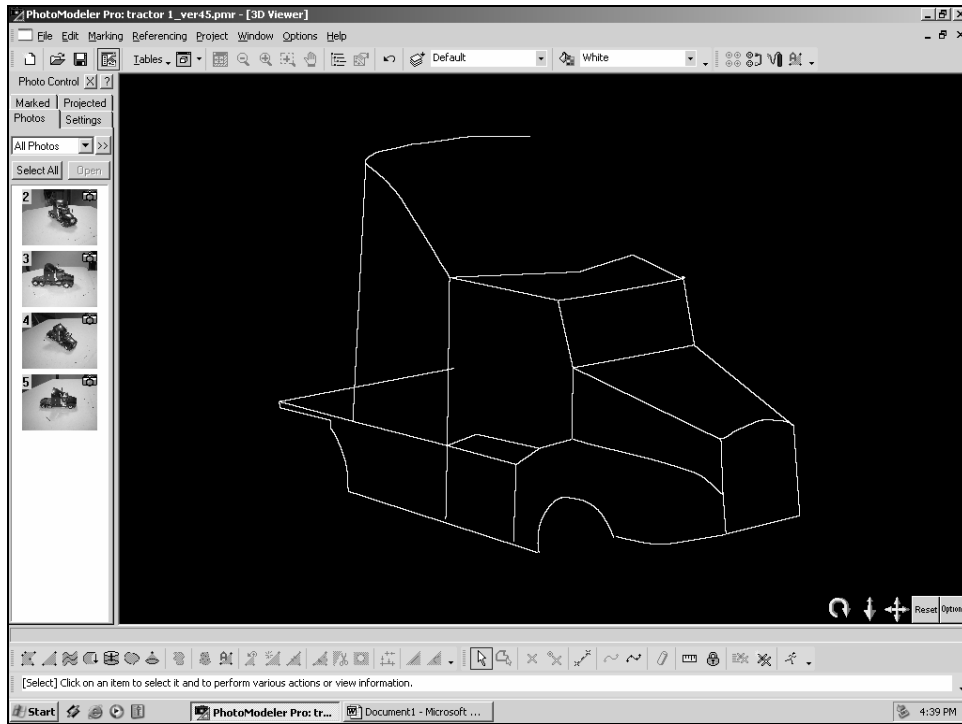 PhotoModeler Pro: tractor 1_ver45.pmr - [3D Viewer]
File Edit Marking Referencing Project Window Options Help
Tables Default White
Photo Control X ?
Marked Projected
Photos Settings
All Photos >>
Select All Open
2
3
4
5
Reset Option
[Select] Click on an item to select it and to perform various actions or view information.
Start PhotoModeler Pro: tr... Document1 - Microsoft ... 4:39 PM